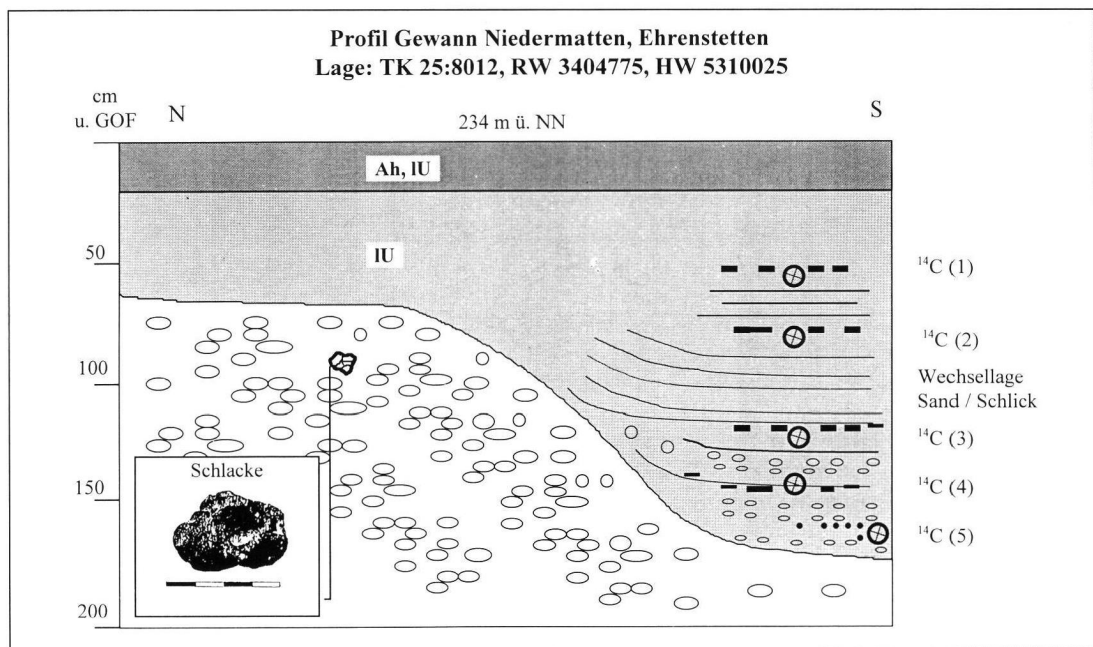 Profil Gewann Niedermatten, Ehrenstetten
Lage: TK 25:8012, RW 3404775, HW 5310025
cm
u. GOF
N
234 m ü. NN
S
Ah, lU
lU
50
100
150
200
¹⁴C (1)
¹⁴C (2)
Wechsellage
Sand / Schlick
¹⁴C (3)
¹⁴C (4)
¹⁴C (5)
Schlacke